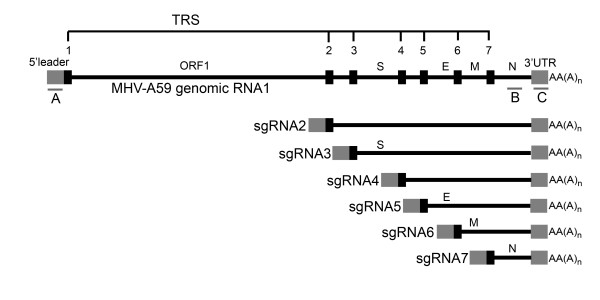 TRS
5'leader
1 2 3 4 5 6 7
ORF1 S E M N 3'UTR
AA(A)n
A MHV-A59 genomic RNA1 B C
sgRNA2 AA(A)n
S
sgRNA3 AA(A)n
sgRNA4 AA(A)n
E
sgRNA5 AA(A)n
M
sgRNA6 AA(A)n
N
sgRNA7 AA(A)n